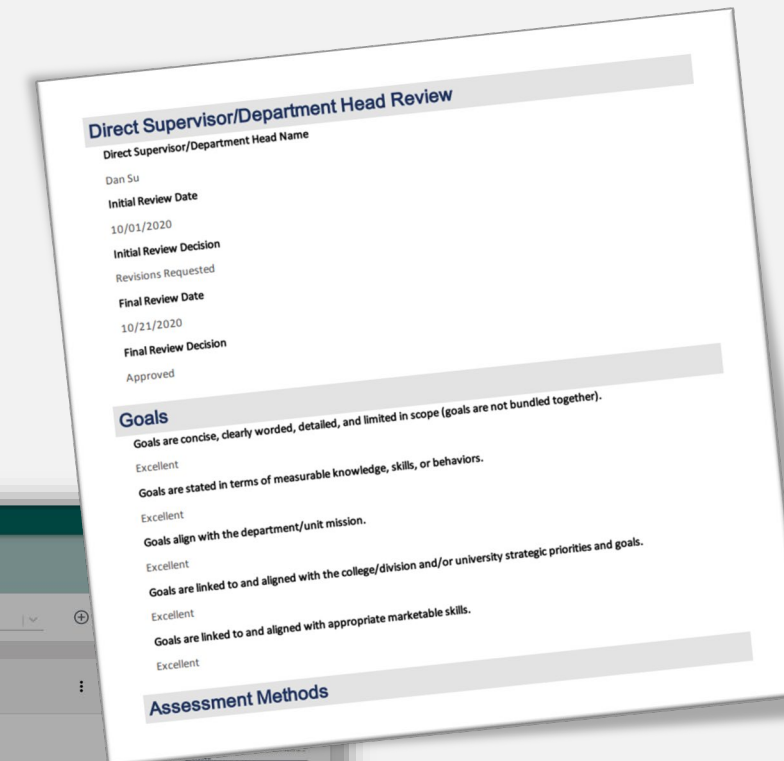 Direct Supervisor/Department Head Review
Direct Supervisor/Department Head Name
Dan Su
Initial Review Date
10/01/2020
Initial Review Decision
Revisions Requested
Final Review Date
10/21/2020
Final Review Decision
Approved
Goals
Goals are concise, clearly worded, detailed, and limited in scope (goals are not bundled together).
Excellent
Goals are stated in terms of measurable knowledge, skills, or behaviors.
Excellent
Goals align with the department/unit mission.
Excellent
Goals are linked to and aligned with the college/division and/or university strategic priorities and goals.
Excellent
Goals are linked to and aligned with appropriate marketable skills.
Excellent
Assessment Methods